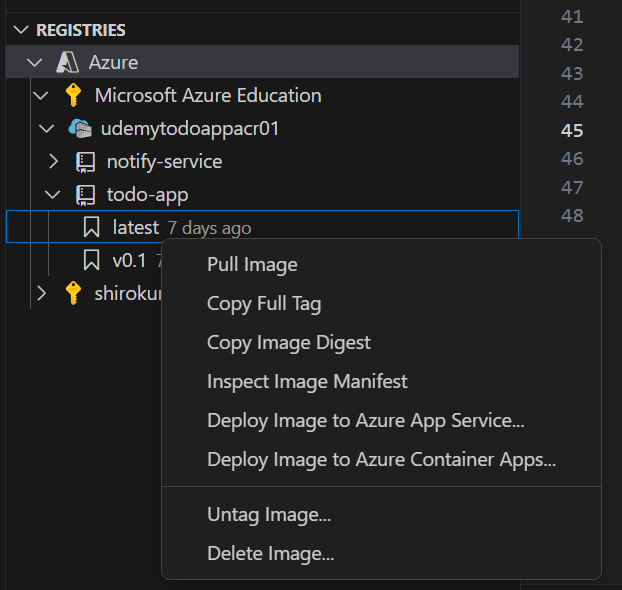 REGISTRIES
Azure
Microsoft Azure Education
udemytodoappacr01
notify-service
todo-app
latest 7 days ago
v0.1 7
Pull Image
Copy Full Tag
Copy Image Digest
Inspect Image Manifest
Deploy Image to Azure App Service...
Deploy Image to Azure Container Apps...
Untag Image...
Delete Image...
41
42
43
44
45
46
47
48